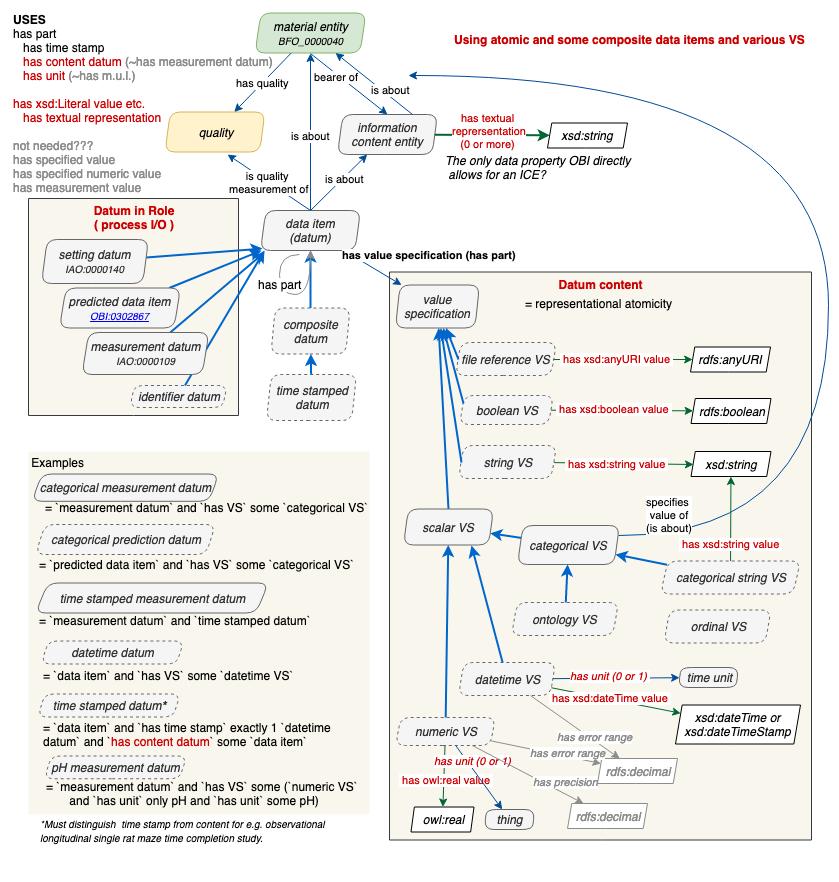 USES
has part
has time stamp
has content datum (~has measurement datum)
has unit (~has m.u.l.)
has xsd:Literal value etc.
has textual representation
not needed???
has specified value
has specified numeric value
has measurement value
material entity
BFO_0000040
Using atomic and some composite data items and various VS
has quality
bearer of
is about
quality
is about
information
content entity
has textual
reprersentation
(0 or more)
xsd:string
The only data property OBI directly
allows for an ICE?
is quality
measurement of
is about
Datum in Role
( process I/O )
setting datum
IAO:0000140
predicted data item
OBI:0302867
measurement datum
IAO:0000109
identifier datum
data item
(datum)
has part
has value specification (has part)
composite
datum
time stamped
datum
Datum content
= representational atomicity
value
specification
file reference VS
has xsd:anyURI value
rdfs:anyURI
boolean VS
has xsd:boolean value
rdfs:boolean
string VS
has xsd:string value
xsd:string
scalar VS
categorical VS
specifies
value of
(is about)
has xsd:string value
categorical string VS
ontology VS
ordinal VS
datetime VS
has unit (0 or 1)
time unit
has xsd:dateTime value
xsd:dateTime or
xsd:dateTimeStamp
numeric VS
has error range
has error range
has unit (0 or 1)
rdfs:decimal
has owl:real value
has precision
owl:real
thing
rdfs:decimal
Examples
categorical measurement datum
= `measurement datum` and `has VS` some `categorical VS`
categorical prediction datum
= `predicted data item` and `has VS` some `categorical VS`
time stamped measurement datum
= `measurement datum` and `time stamped datum`
datetime datum
= `data item` and `has VS` some `datetime VS`
time stamped datum*
= `data item` and `has time stamp` exactly 1 `datetime
datum` and `has content datum` some `data item`
pH measurement datum
= `measurement datum` and `has VS` some (`numeric VS`
and `has unit` only pH and `has unit` some pH)
*Must distinguish time stamp from content for e.g. observational
longitudinal single rat maze time completion study.